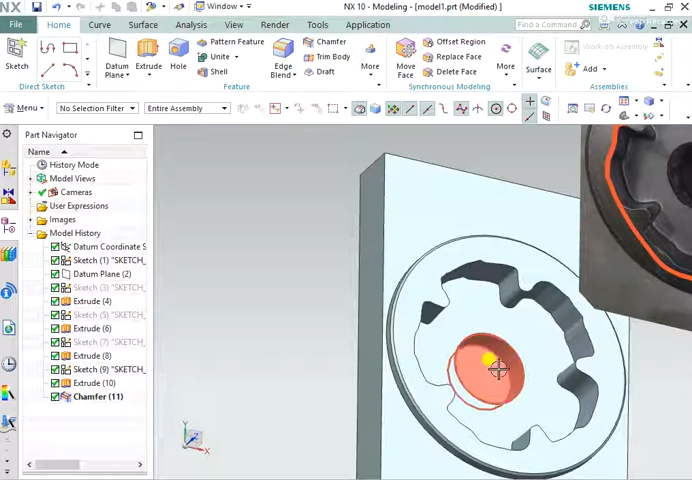 NX Window NX 10 - Modeling - [model1.prt (Modified) ] SIEMENS
File Home Curve Surface Analysis View Render Tools Application Find a Command
Sketch
Direct Sketch
Datum Plane
Extrude
Hole
Pattern Feature
Unite
Shell
Edge Blend
Chamfer
Trim Body
Draft
More
Feature
Move Face
Offset Region
Replace Face
Delete Face
More
Synchronous Modeling
Surface
Work on Assembly
Add
More
Assemblies
Menu No Selection Filter Entire Assembly
Part Navigator
Name
History Mode
Model Views
Cameras
User Expressions
Images
Model History
Datum Coordinate S
Sketch (1) "SKETCH_
Datum Plane (2)
Sketch (3) "SKETCH_
Extrude (4)
Sketch (5) "SKETCH_
Extrude (6)
Sketch (7) "SKETCH_
Extrude (8)
Sketch (9) "SKETCH_
Extrude (10)
Chamfer (11)
Y
X